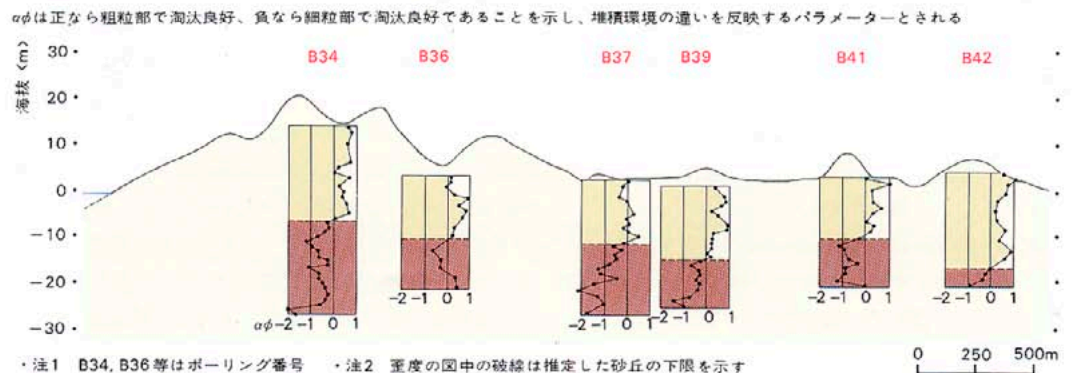 αφは正なら粗粒部で淘汰良好、負なら細粒部で淘汰良好であることを示し、堆積環境の違いを反映するパラメーターとされる
海抜<m>
30
20
10
0
-10
-20
-30
B34 B36 B37 B39 B41 B42
-2 -1 0 1
-2 -1 0 1
-2 -1 0 1
-2 -1 0 1
-2 -1 0 1
αφ -2 -1 0 1
・注1 B34, B36等はボーリング番号 ・注2 歪度の図中の破線は推定した砂丘の下限を示す
0 250 500m